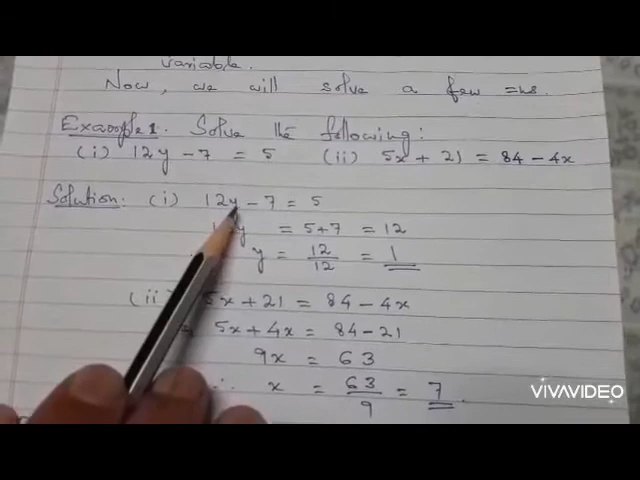 variable.
Now, we will solve a few =ns.
Example 1. Solve the following:
(i) 12y - 7 = 5 (ii) 5x + 21 = 84 - 4x
Solution. (i) 12y - 7 = 5
y = 5+7 = 12
y = 12/12 = 1
(ii) 5x + 21 = 84 - 4x
5x + 4x = 84 - 21
9x = 63
∴ x = 63/9 = 7.
VIVAVIDEO